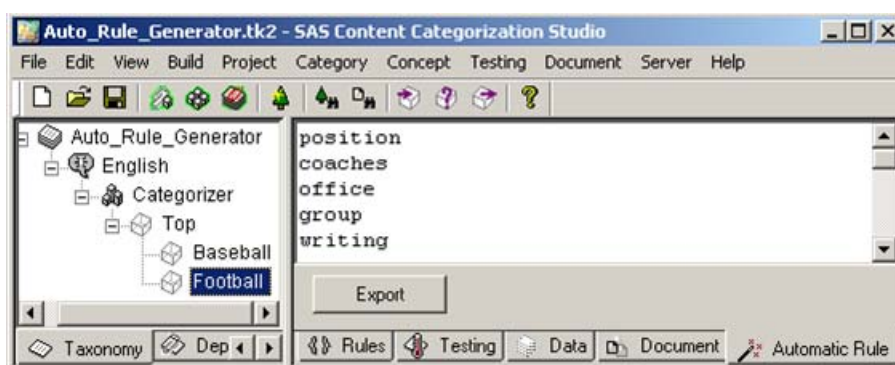 Auto_Rule_Generator.tk2 - SAS Content Categorization Studio
File Edit View Build Project Category Concept Testing Document Server Help
Auto_Rule_Generator
English
Categorizer
Top
Baseball
Football
position
coaches
office
group
writing
Export
Taxonomy Dep
Rules Testing Data Document Automatic Rule